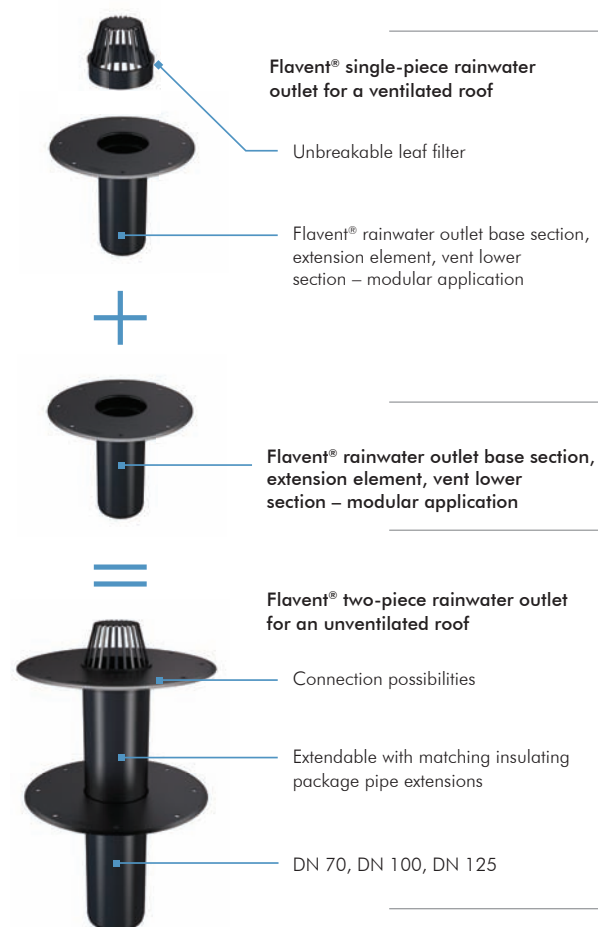 Flavent® single-piece rainwater
outlet for a ventilated roof
Unbreakable leaf filter
Flavent® rainwater outlet base section,
extension element, vent lower
section – modular application
Flavent® rainwater outlet base section,
extension element, vent lower
section – modular application
Flavent® two-piece rainwater outlet
for an unventilated roof
Connection possibilities
Extendable with matching insulating
package pipe extensions
DN 70, DN 100, DN 125